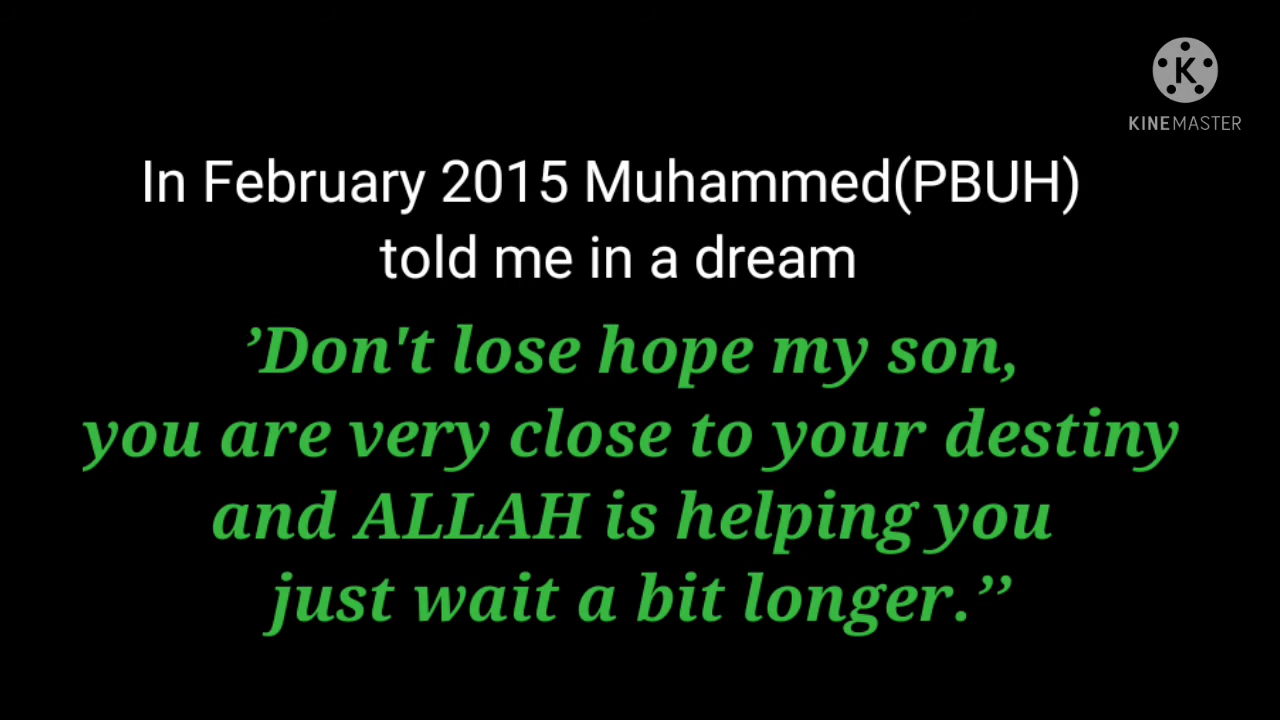 KINEMASTER
In February 2015 Muhammed(PBUH)
told me in a dream
’Don't lose hope my son,
you are very close to your destiny
and ALLAH is helping you
just wait a bit longer.’’